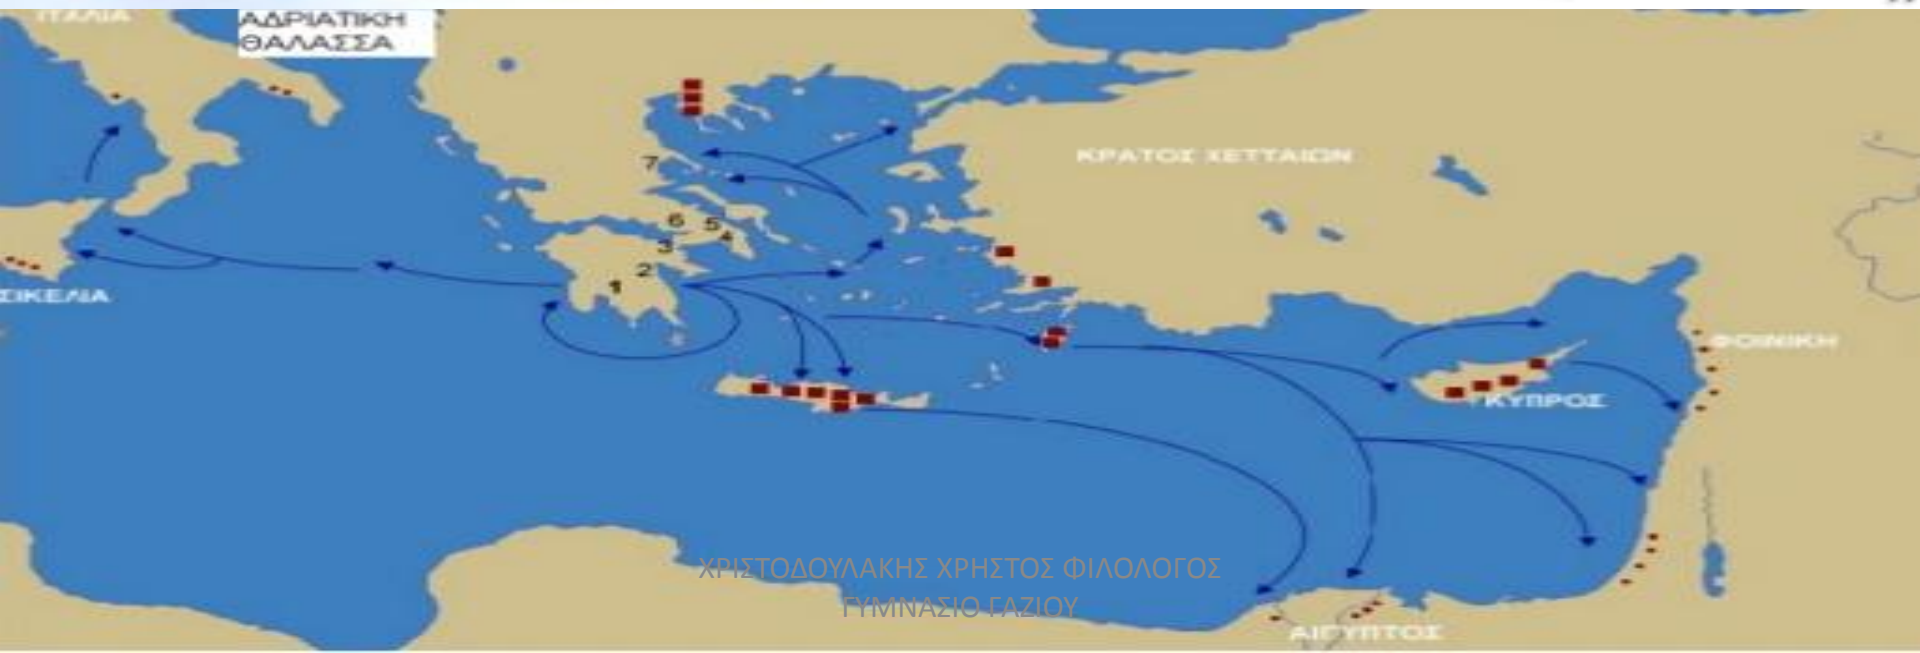 ΙΤΑΛΙΑ
ΑΔΡΙΑΤΙΚΗ
ΘΑΛΑΣΣΑ
ΚΡΑΤΟΣ ΧΕΤΤΑΙΩΝ
7
6
5
4
3
2
1
ΣΙΚΕΛΙΑ
ΦΟΙΝΙΚΗ
ΚΥΠΡΟΣ
ΧΡΙΣΤΟΔΟΥΛΑΚΗΣ ΧΡΗΣΤΟΣ ΦΙΛΟΛΟΓΟΣ
ΓΥΜΝΑΣΙΟ ΓΑΖΙΟΥ
ΑΙΓΥΠΤΟΣ